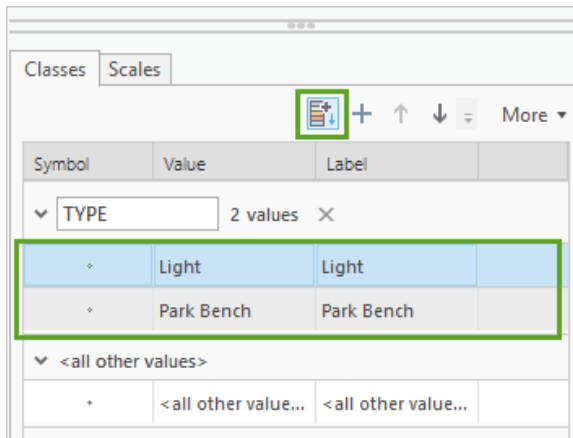 Classes Scales
More
Symbol Value Label
TYPE 2 values
Light Light
Park Bench Park Bench
<all other values>
<all other value... <all other value...